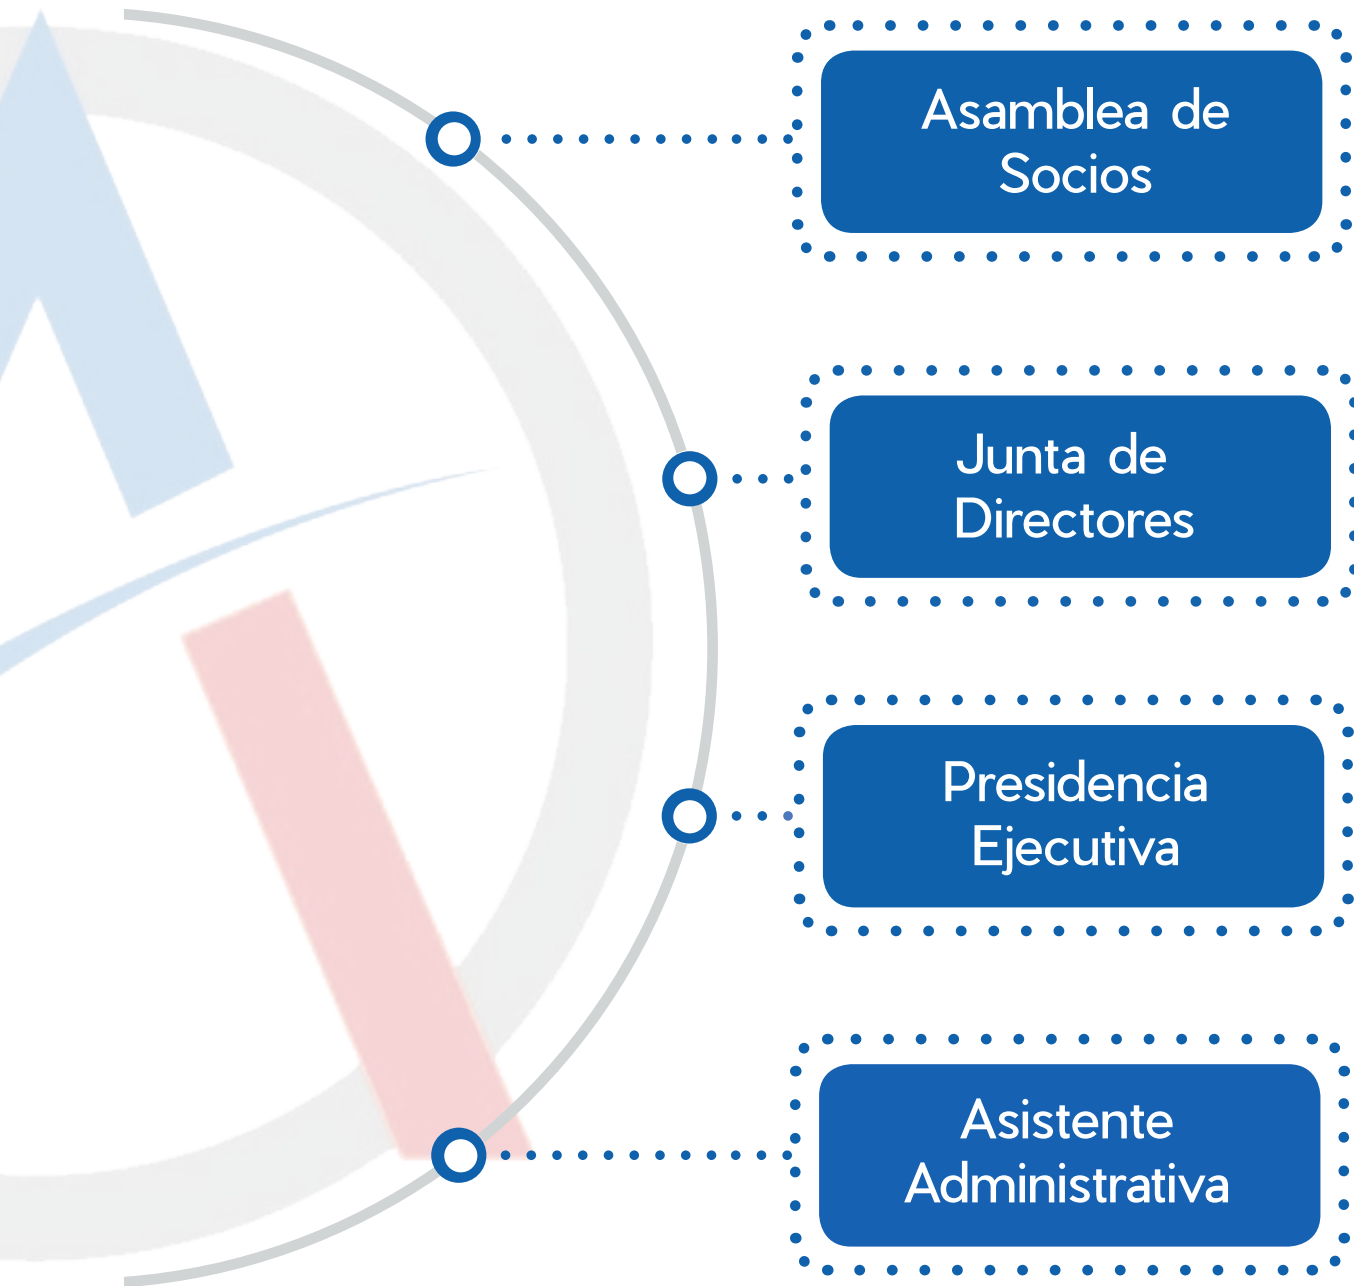 Asamblea de
Socios
Junta de
Directores
Presidencia
Ejecutiva
Asistente
Administrativa